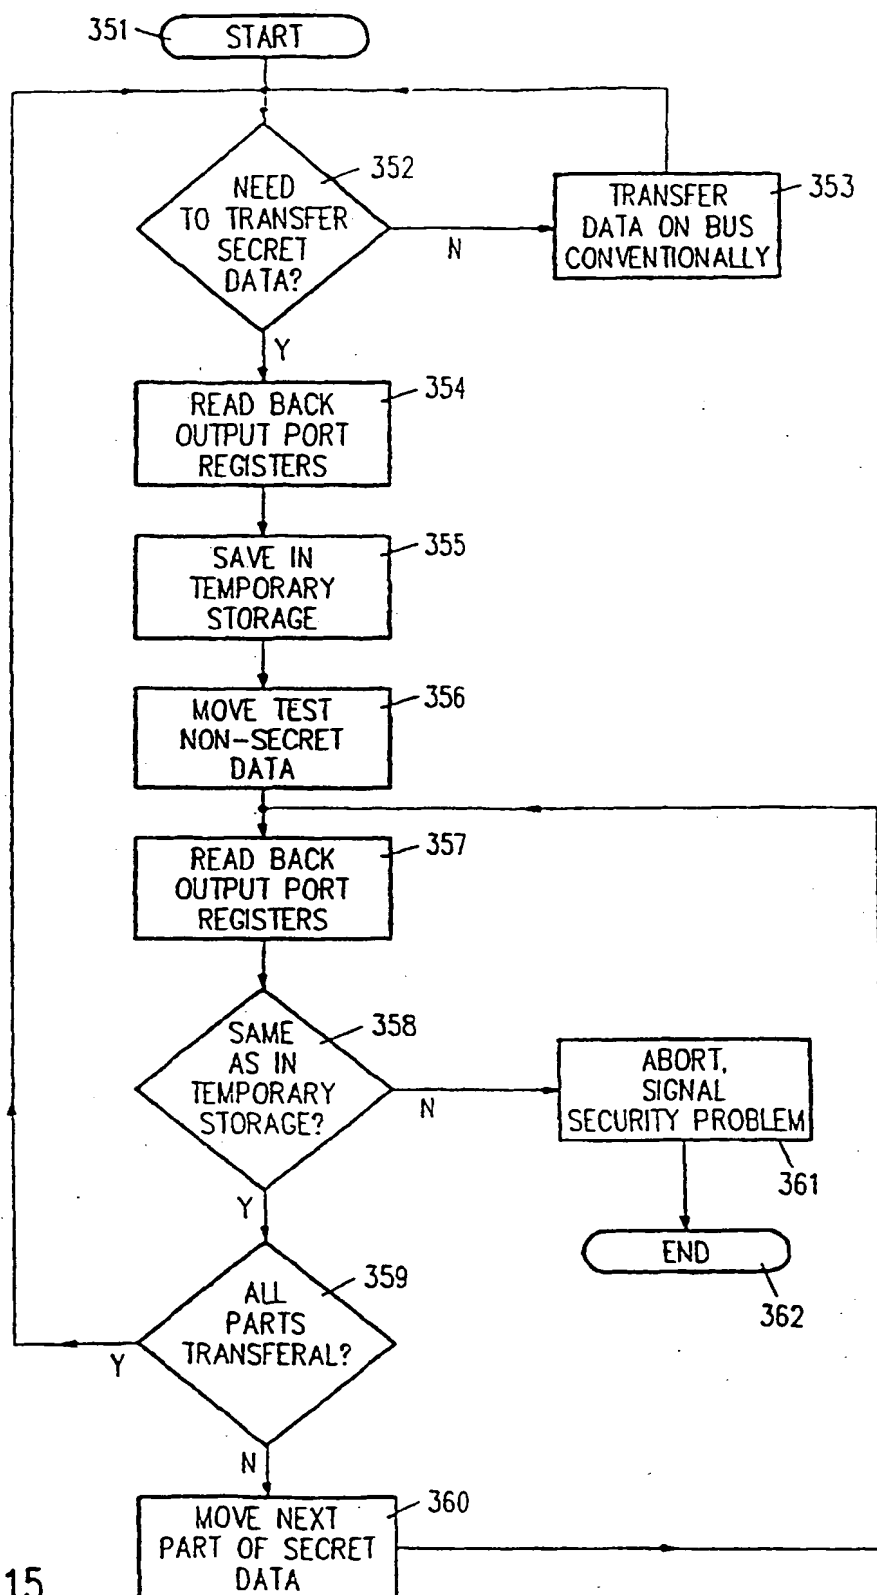 351
START
352
NEED
TO TRANSFER
SECRET
DATA?
N
353
TRANSFER
DATA ON BUS
CONVENTIONALLY
Y
354
READ BACK
OUTPUT PORT
REGISTERS
355
SAVE IN
TEMPORARY
STORAGE
356
MOVE TEST
NON-SECRET
DATA
357
READ BACK
OUTPUT PORT
REGISTERS
358
SAME
AS IN
TEMPORARY
STORAGE?
N
ABORT,
SIGNAL
SECURITY PROBLEM
361
Y
END
362
359
ALL
PARTS
TRANSFERAL?
Y
N
360
MOVE NEXT
PART OF SECRET
DATA
15